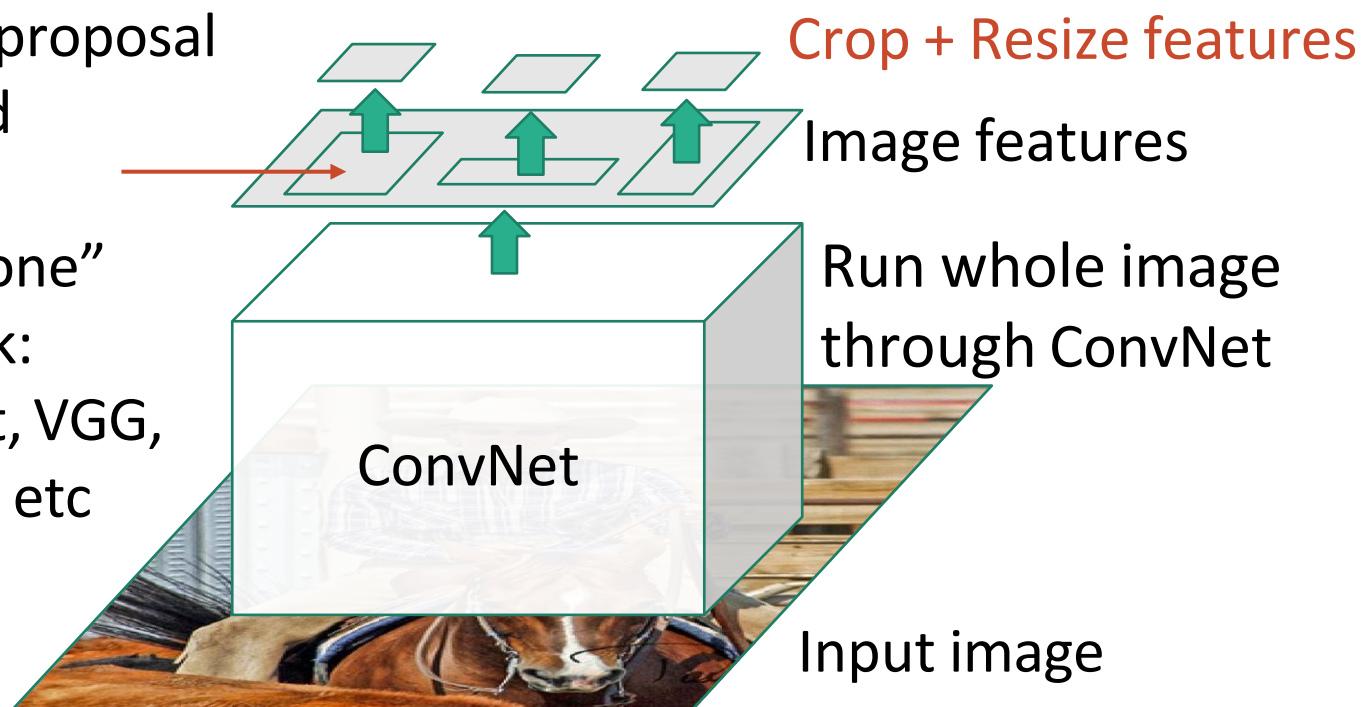 proposal
Crop + Resize features
Image features
one”
Run whole image
through ConvNet
k:
t, VGG,
etc
ConvNet
Input image